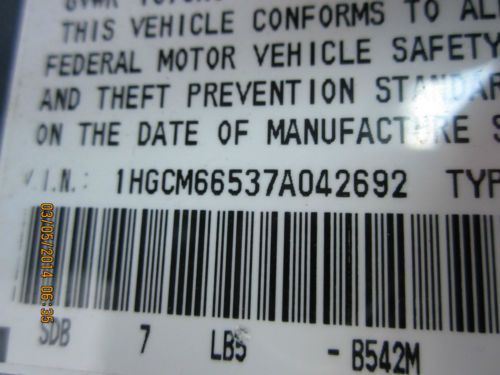 THIS VEHICLE CONFORMS TO AL
FEDERAL MOTOR VEHICLE SAFETY
AND THEFT PREVENTION STANDAR
ON THE DATE OF MANUFACTURE S
V.I.N.: 1HGCM66537A042692 TYP
03/05/2014 06:35
SDB 7 LB5 - B542M